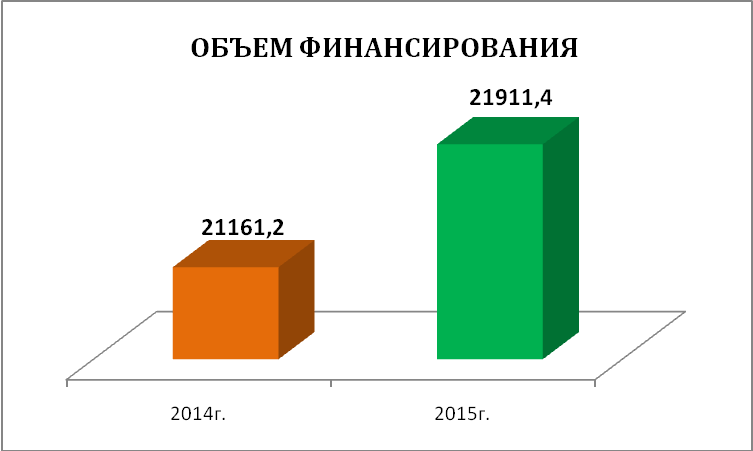 ОБЪЕМ ФИНАНСИРОВАНИЯ
21911,4
21161,2
2014г.
2015г.